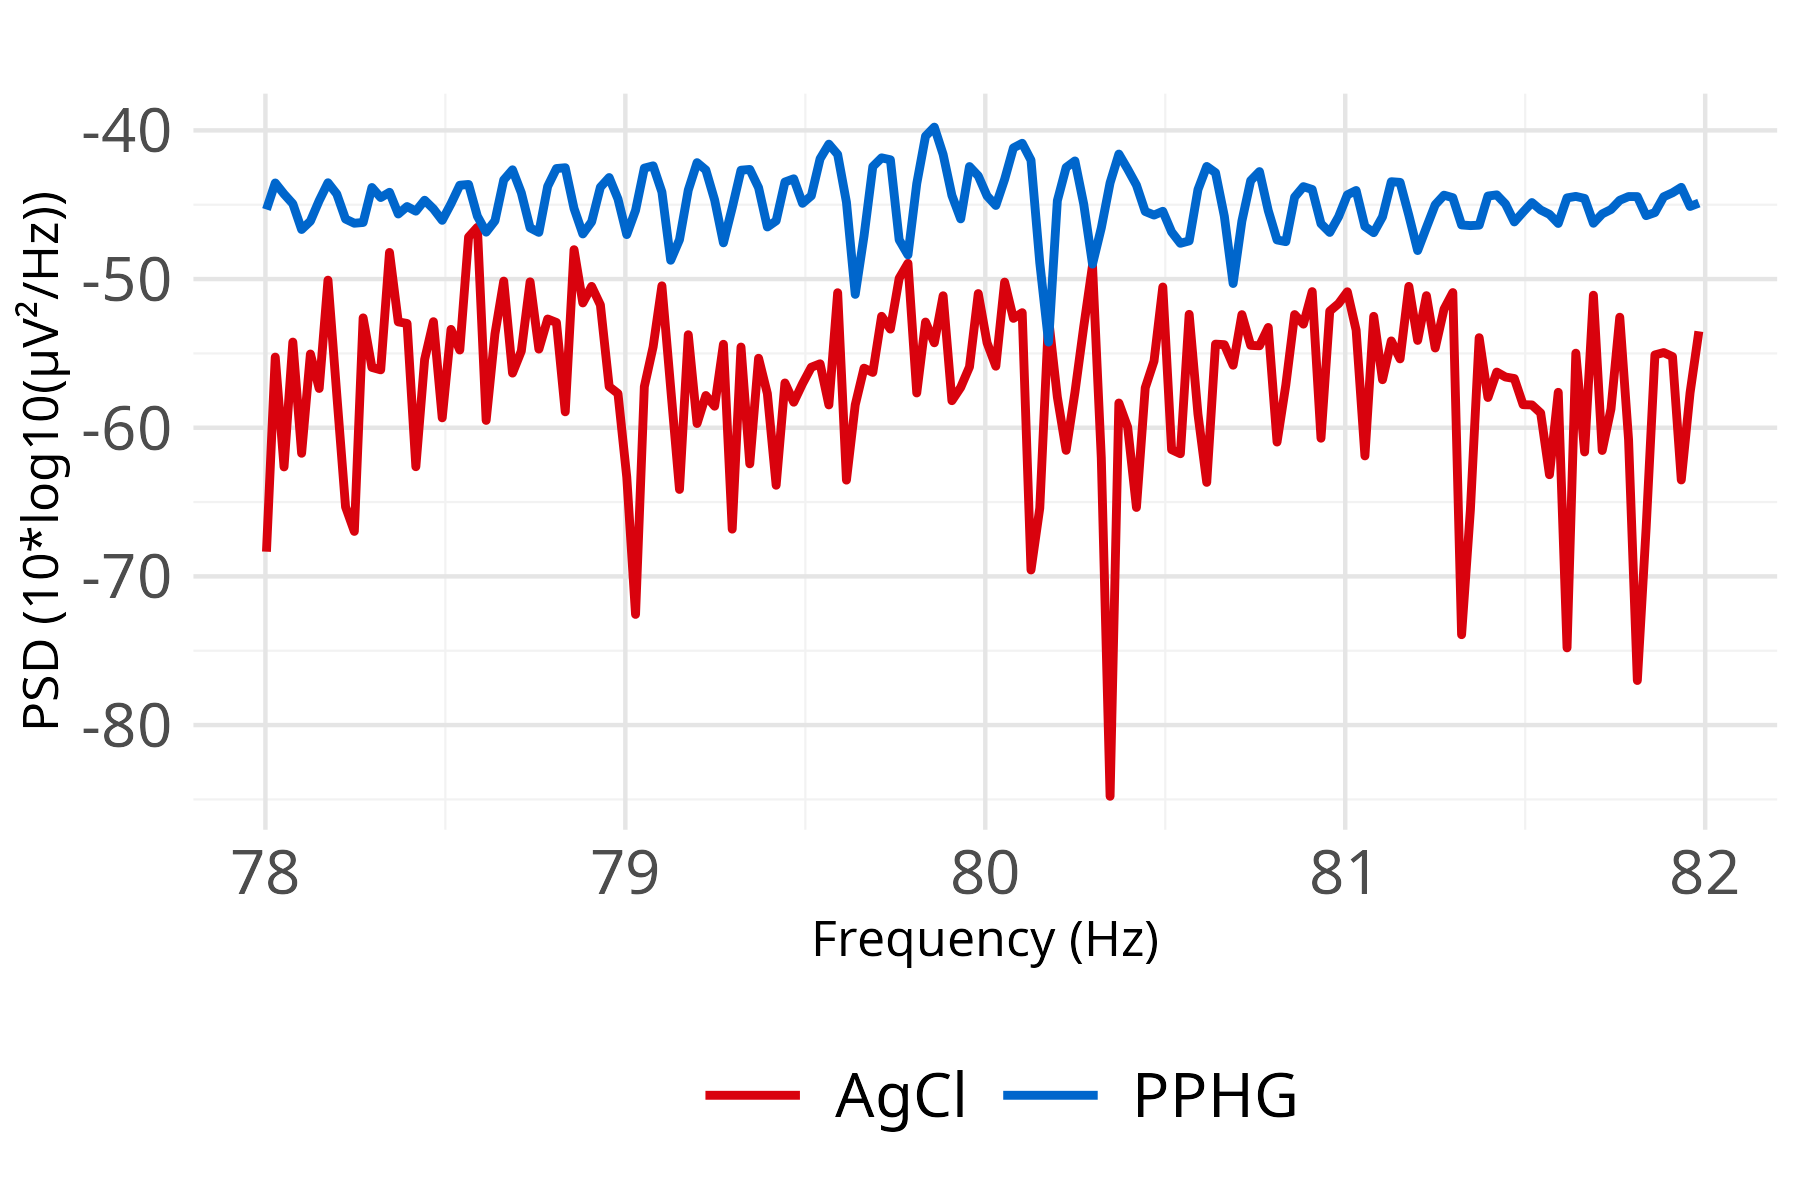 -40
-50
-60
-70
-80
PSD (10*log10(µV²/Hz))
78 79 80 81 82
Frequency (Hz)
AgCl PPHG